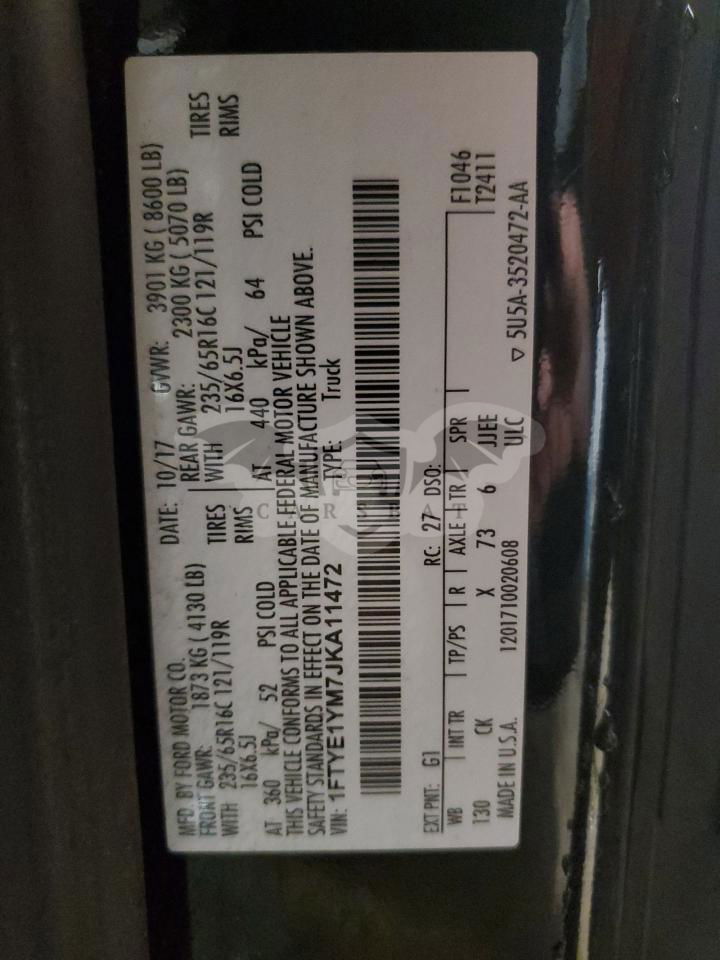 MFD. BY FORD MOTOR CO. DATE: 10/17 GVWR: 3901 KG ( 8600 LB)
FRONT GAWR: 1873 KG ( 4130 LB) REAR GAWR: 2300 KG ( 5070 LB)
WITH 235/65R16C 121/119R TIRES WITH 235/65R16C 121/119R TIRES
16X6.5J RIMS 16X6.5J RIMS
AT 360 kPa/ 52 PSI COLD AT 440 kPa/ 64 PSI COLD
THIS VEHICLE CONFORMS TO ALL APPLICABLE FEDERAL MOTOR VEHICLE
SAFETY STANDARDS IN EFFECT ON THE DATE OF MANUFACTURE SHOWN ABOVE.
VIN: 1FTYE1YM7JKA11472 TYPE: Truck
EXT PNT: G1 RC: 27 DSO: F1046
WB INT TR TP/PS R AXLE TR SPR T2411
130 CK X 73 6 JJEE
ULC
MADE IN U.S.A. 1201710020608 5U5A-3520472-AA